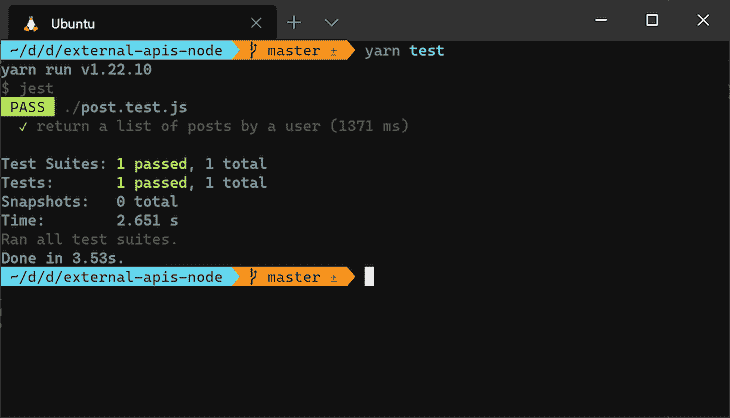 Ubuntu
~/d/d/external-apis-node master ± yarn test
yarn run v1.22.10
$ jest
PASS ./post.test.js
✓ return a list of posts by a user (1371 ms)
Test Suites: 1 passed, 1 total
Tests: 1 passed, 1 total
Snapshots: 0 total
Time: 2.651 s
Ran all test suites.
Done in 3.53s.
~/d/d/external-apis-node master ±